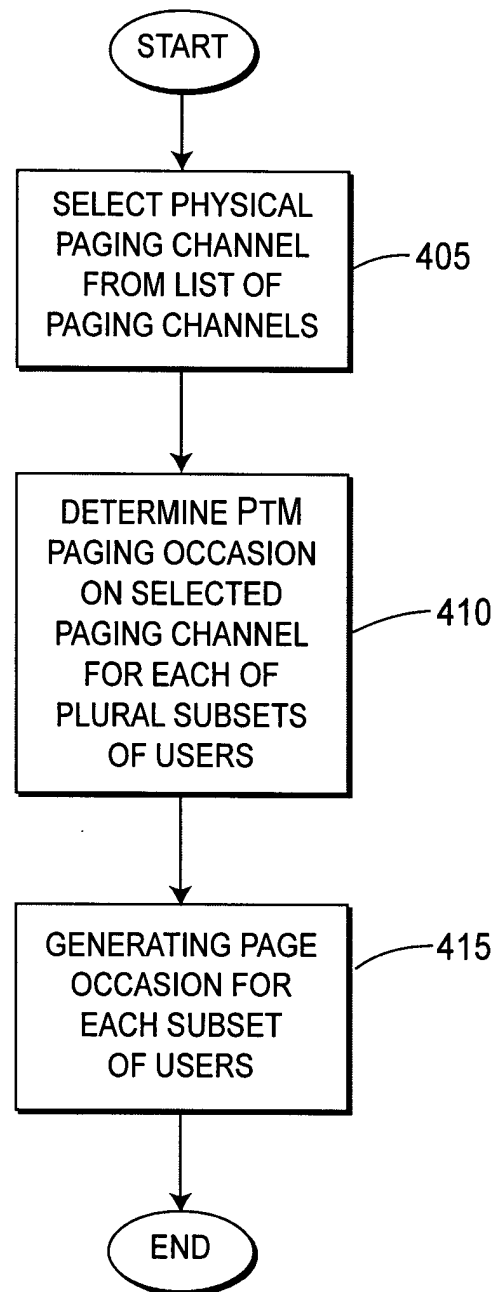 START
SELECT PHYSICAL
PAGING CHANNEL
FROM LIST OF
PAGING CHANNELS
405
DETERMINE PTM
PAGING OCCASION
ON SELECTED
PAGING CHANNEL
FOR EACH OF
PLURAL SUBSETS
OF USERS
410
GENERATING PAGE
OCCASION FOR
EACH SUBSET
OF USERS
415
END